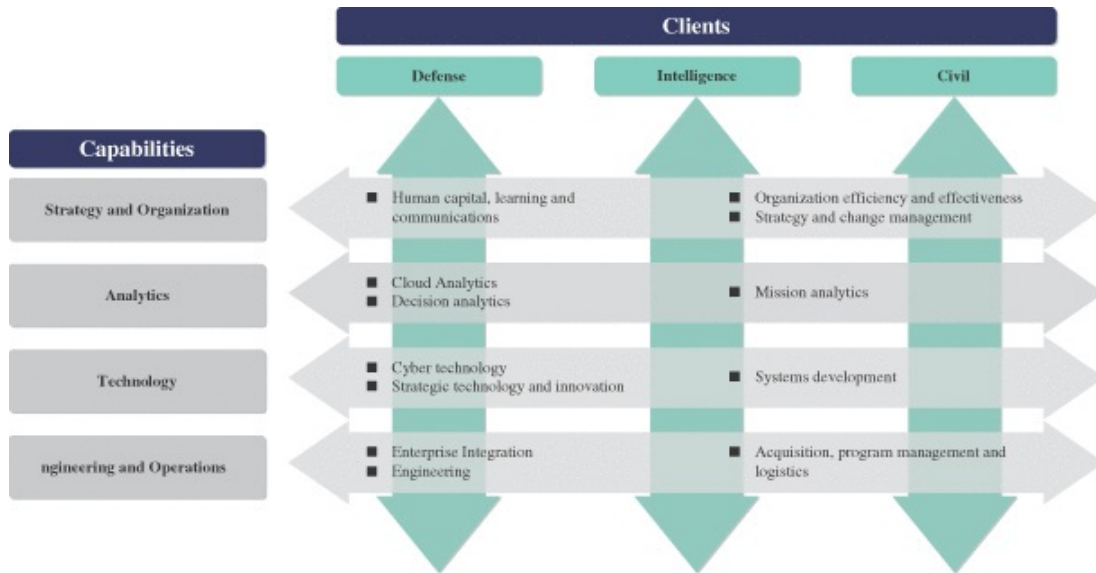 Clients
Defense
Intelligence
Civil
Capabilities
Strategy and Organization
■ Human capital, learning and
communications
■ Organization efficiency and effectiveness
■ Strategy and change management
Analytics
■ Cloud Analytics
■ Decision analytics
■ Mission analytics
Technology
■ Cyber technology
■ Strategic technology and innovation
■ Systems development
ngineering and Operations
■ Enterprise Integration
■ Engineering
■ Acquisition, program management and
logistics